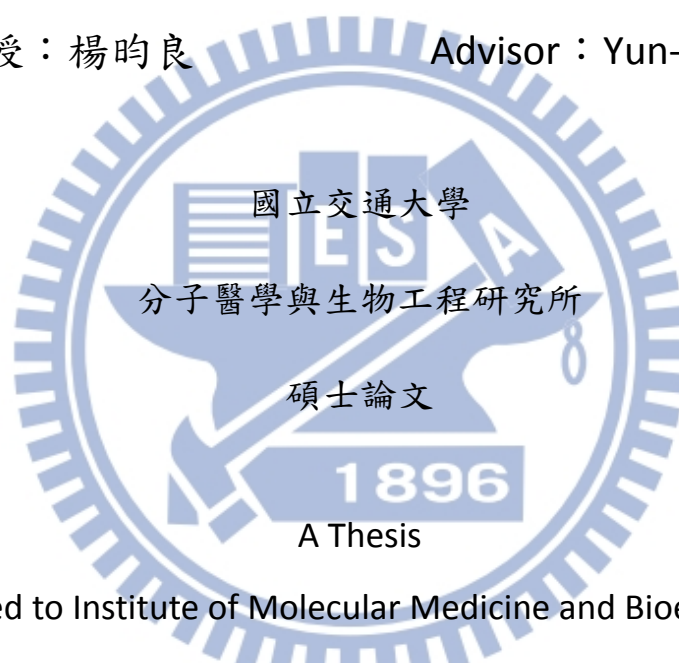 授：楊昀良 Advisor：Yun-
國立交通大學
ES
A
分子醫學與生物工程研究所
碩士論文
1896
A Thesis
ed to Institute of Molecular Medicine and Bioe